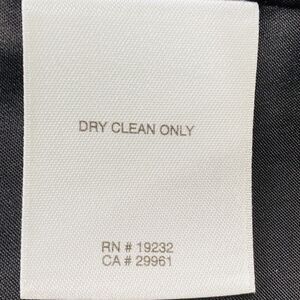 DRY CLEAN ONLY
RN # 19232
CA # 29961